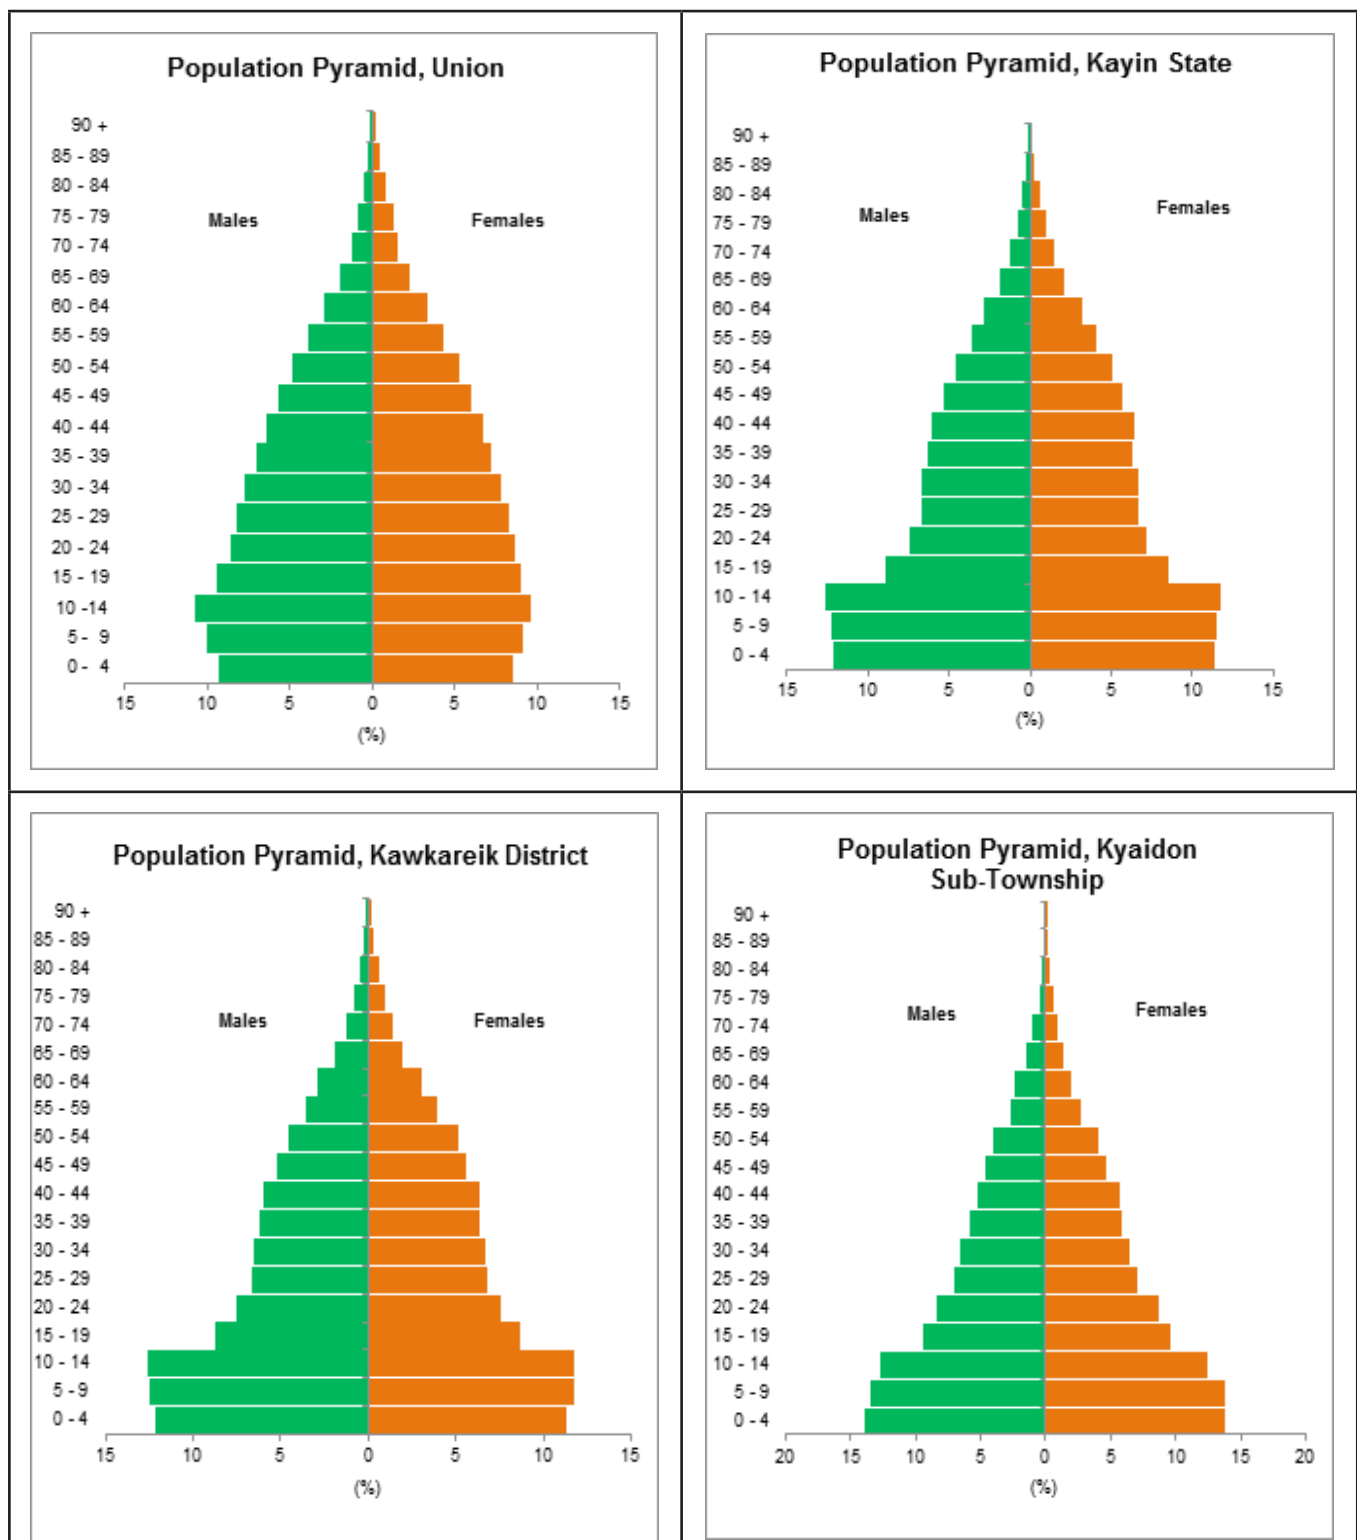 Population Pyramid, Union
90 +
85 - 89
80 - 84
75 - 79
70 - 74
65 - 69
60 - 64
55 - 59
50 - 54
45 - 49
40 - 44
35 - 39
30 - 34
25 - 29
20 - 24
15 - 19
10 -14
5 - 9
0 - 4
Males
Females
15 10 5 0 5 10 15
(%)
Population Pyramid, Kayin State
90 +
85 - 89
80 - 84
75 - 79
70 - 74
65 - 69
60 - 64
55 - 59
50 - 54
45 - 49
40 - 44
35 - 39
30 - 34
25 - 29
20 - 24
15 - 19
10 - 14
5 - 9
0 - 4
Males
Females
15 10 5 0 5 10 15
(%)
Population Pyramid, Kawkareik District
90 +
85 - 89
80 - 84
75 - 79
70 - 74
65 - 69
60 - 64
55 - 59
50 - 54
45 - 49
40 - 44
35 - 39
30 - 34
25 - 29
20 - 24
15 - 19
10 - 14
5 - 9
0 - 4
Males
Females
15 10 5 0 5 10 15
(%)
Population Pyramid, Kyaidon
Sub-Township
90 +
85 - 89
80 - 84
75 - 79
70 - 74
65 - 69
60 - 64
55 - 59
50 - 54
45 - 49
40 - 44
35 - 39
30 - 34
25 - 29
20 - 24
15 - 19
10 - 14
5 - 9
0 - 4
Males
Females
20 15 10 5 0 5 10 15 20
(%)